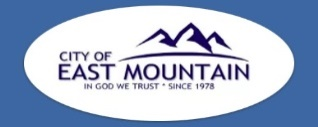 CITY OF
EAST MOUNTAIN
IN GOD WE TRUST * SINCE 1978